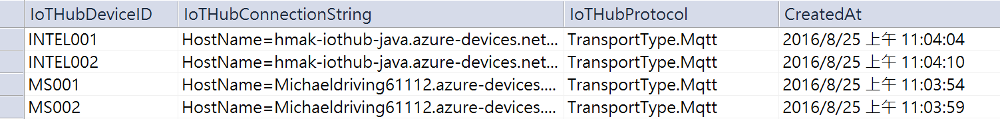 IoTHubDeviceID IoTHubConnectionString IoTHubProtocol CreatedAt
INTEL001 HostName=hmak-iothub-java.azure-devices.net... TransportType.Mqtt 2016/8/25 上午 11:04:04
INTEL002 HostName=hmak-iothub-java.azure-devices.net... TransportType.Mqtt 2016/8/25 上午 11:04:10
MS001 HostName=Michaeldriving61112.azure-devices.... TransportType.Mqtt 2016/8/25 上午 11:03:54
MS002 HostName=Michaeldriving61112.azure-devices.... TransportType.Mqtt 2016/8/25 上午 11:03:59